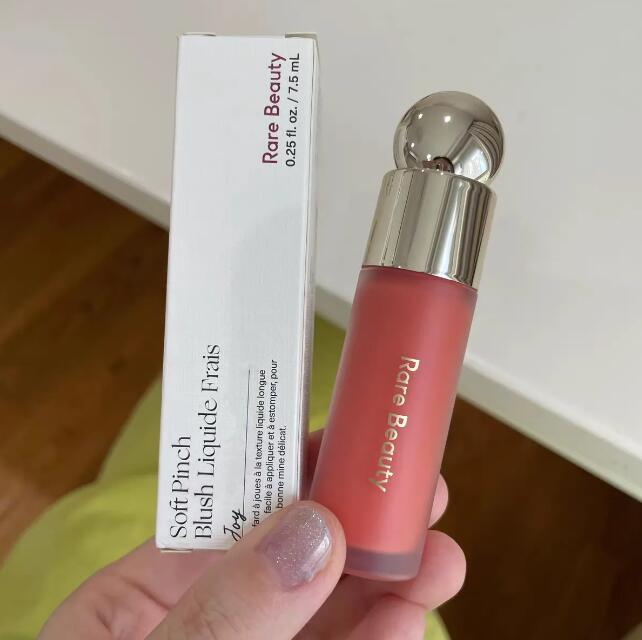 Rare Beauty
0.25 fl. oz. / 7.5 mL
Soft Pinch
Blush Liquide Frais
Joy
fard à joues à la texture liquide longue
facile à appliquer et à estomper, pour
bonne mine délicat.
Rare Beauty